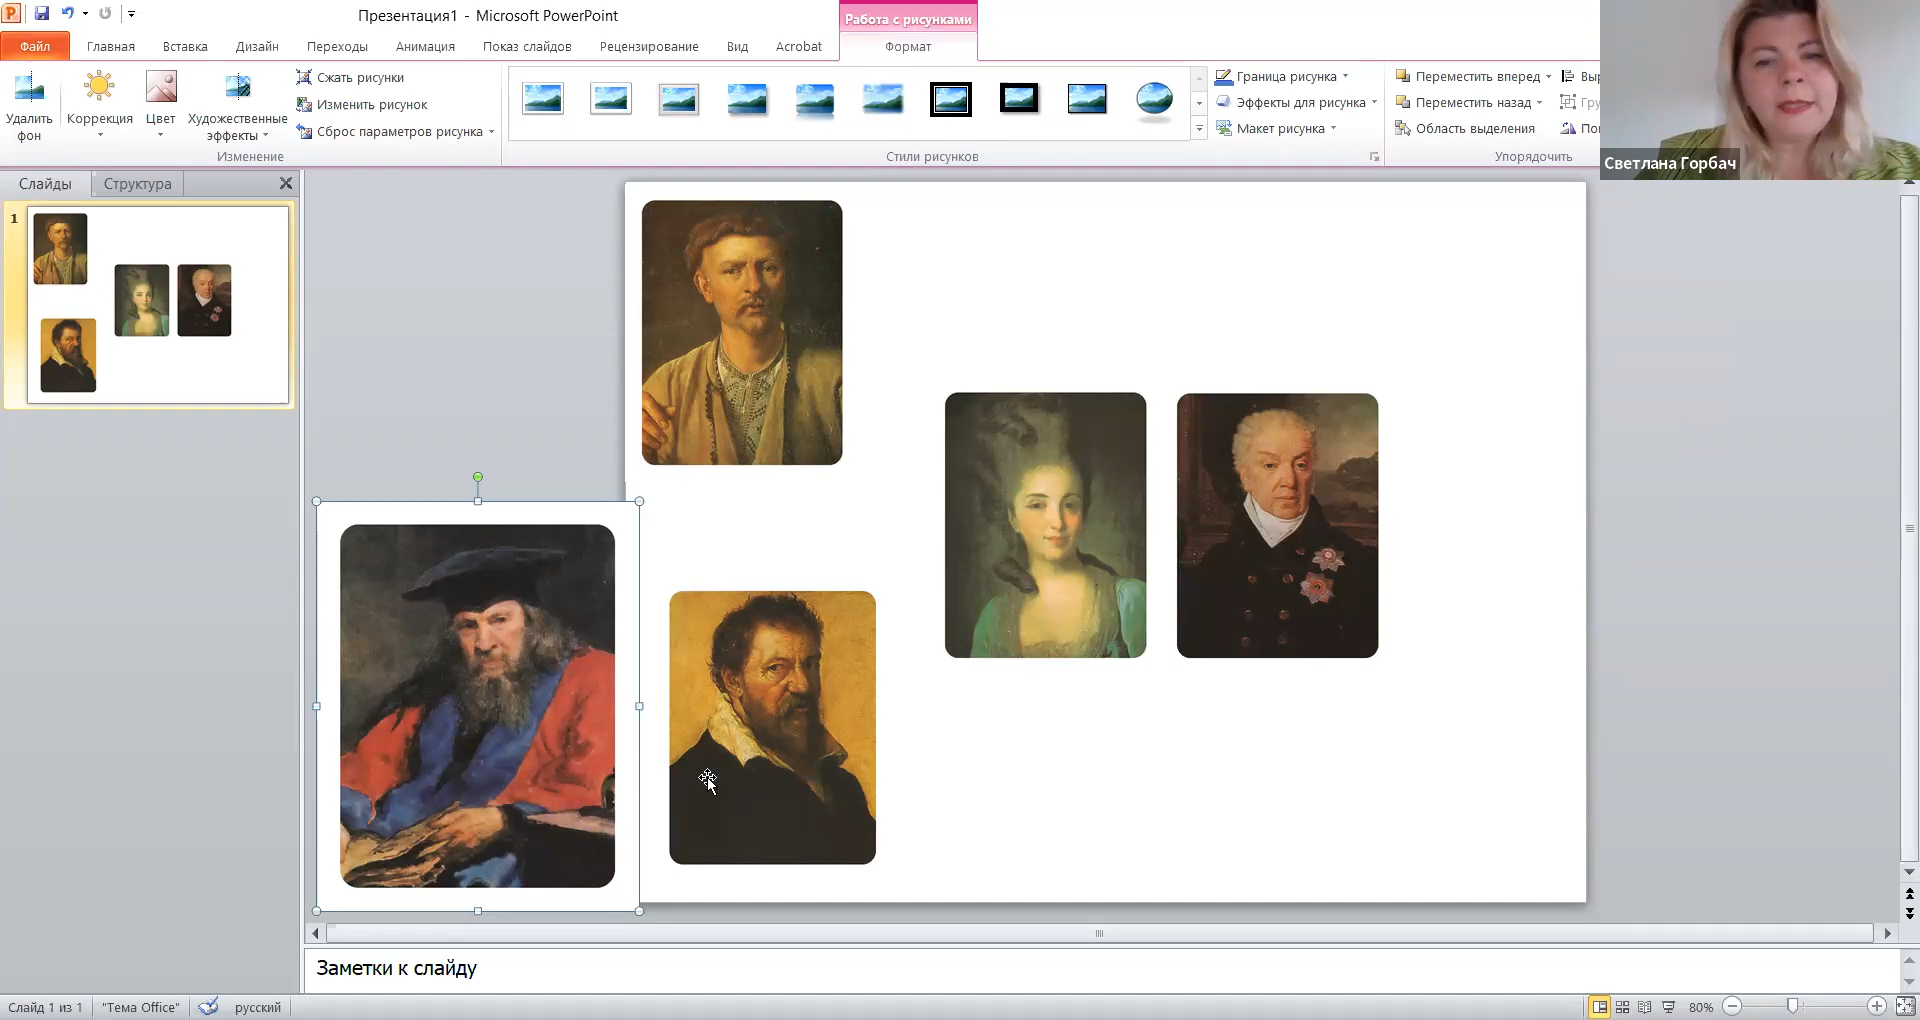 Презентация1 - Microsoft PowerPoint
Работа с рисунками
Файл Главная Вставка Дизайн Переходы Анимация Показ слайдов Рецензирование Вид Acrobat Формат
Удалить фон
Коррекция
Цвет
Художественные эффекты
Сжать рисунки
Изменить рисунок
Сброс параметров рисунка
Изменение
Стили рисунков
Граница рисунка
Эффекты для рисунка
Макет рисунка
Переместить вперед
Переместить назад
Область выделения
Упорядочить
Светлана Горбач
Слайды Структура
1
Заметки к слайду
Слайд 1 из 1 "Тема Office" русский 80%